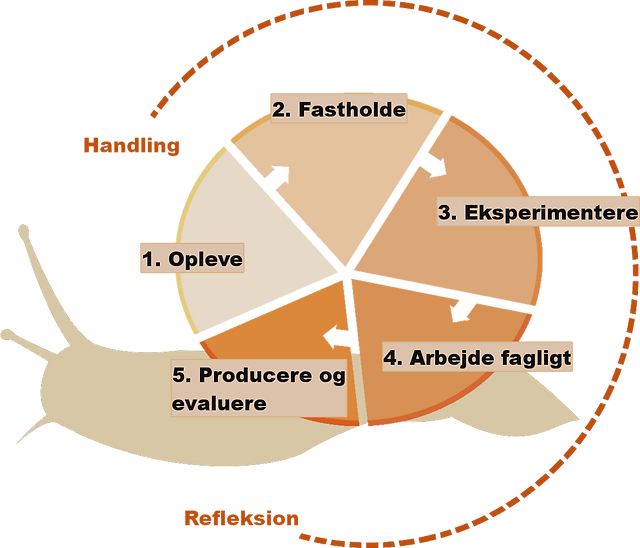 Handling
1. Opleve
2. Fastholde
3. Eksperimentere
4. Arbejde fagligt
5. Producere og
evaluere
Refleksion